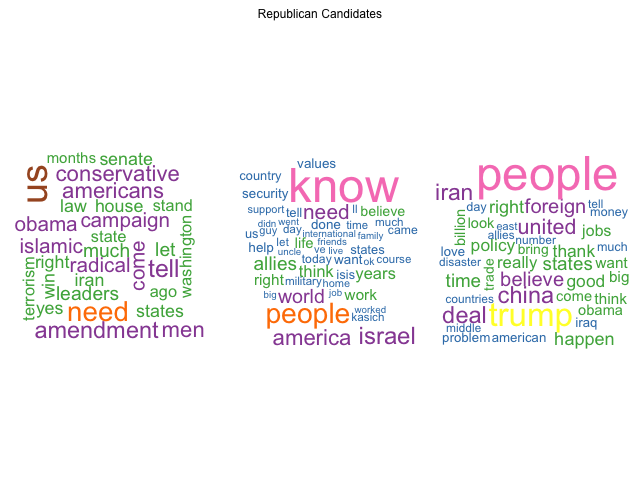 Republican Candidates
months senate
us
conservative
americans
law house stand
obama campaign
state
islamic much come let
right radical tell
washington
terrorism
iran
win leaders ago
yes need states
amendment men
values
country know
security
support tell need ll believe
didn went done time much
us guy day international family came
help let life friends states
uncle ve live
today want ok course
allies think isis years
right military home
big world job work
people worked
kasich
america israel
people
iran
day right foreign tell
money
billion look east united jobs
allies number
love policy bring thank much
disaster trade really states want
time believe good big
countries china come think
deal trump obama
middle iraq
problem american happen